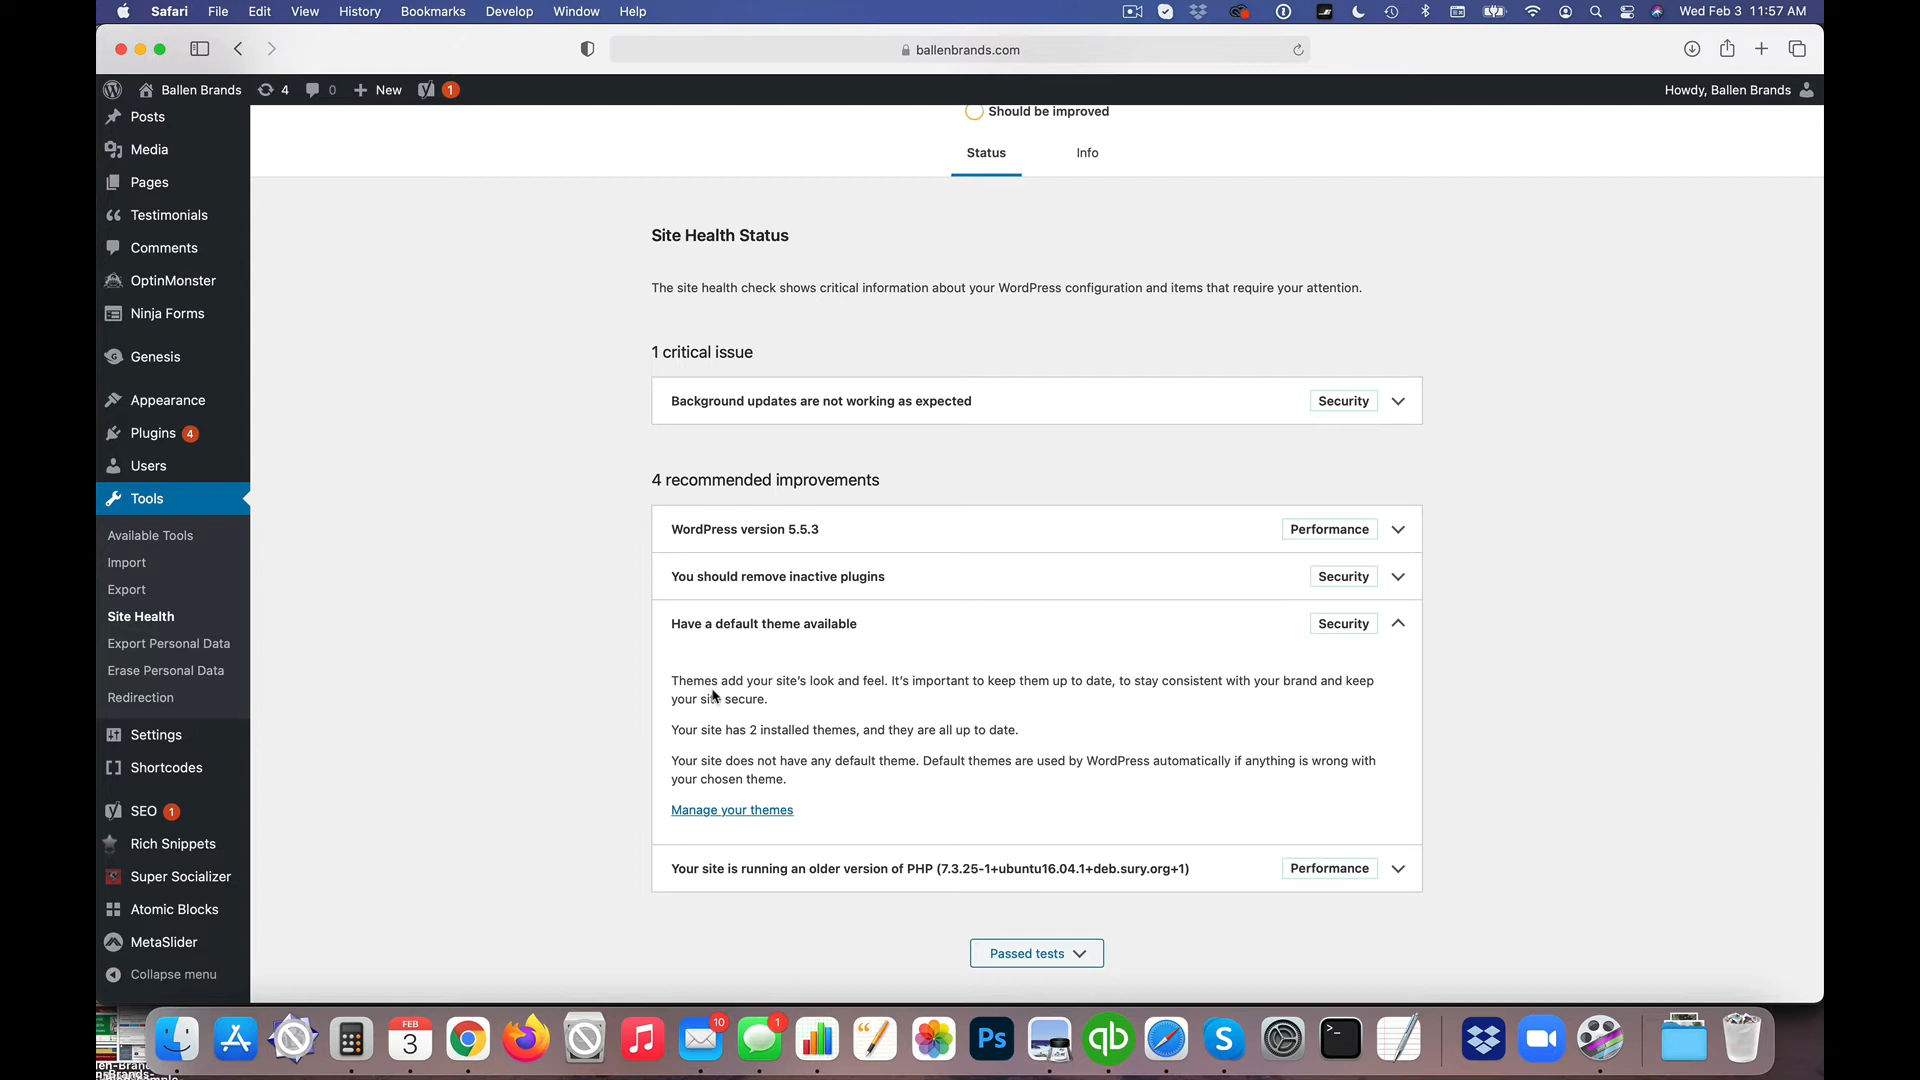 Safari File Edit View History Bookmarks Develop Window Help Wed Feb 3 11:57 AM
ballenbrands.com
Ballen Brands 4 0 New 1 Howdy, Ballen Brands
Posts
Media
Pages
Testimonials
Comments
OptinMonster
Ninja Forms
Genesis
Appearance
Plugins 4
Users
Tools
Available Tools
Import
Export
Site Health
Export Personal Data
Erase Personal Data
Redirection
Settings
Shortcodes
SEO 1
Rich Snippets
Super Socializer
Atomic Blocks
MetaSlider
Collapse menu
Should be improved
Status Info
Site Health Status
The site health check shows critical information about your WordPress configuration and items that require your attention.
1 critical issue
Background updates are not working as expected Security
4 recommended improvements
WordPress version 5.5.3 Performance
You should remove inactive plugins Security
Have a default theme available Security
Themes add your site's look and feel. It's important to keep them up to date, to stay consistent with your brand and keep
your site secure.
Your site has 2 installed themes, and they are all up to date.
Your site does not have any default theme. Default themes are used by WordPress automatically if anything is wrong with
your chosen theme.
Manage your themes
Your site is running an older version of PHP (7.3.25-1+ubuntu16.04.1+deb.sury.org+1) Performance
Passed tests
FEB
3
10
1
Ps
qb